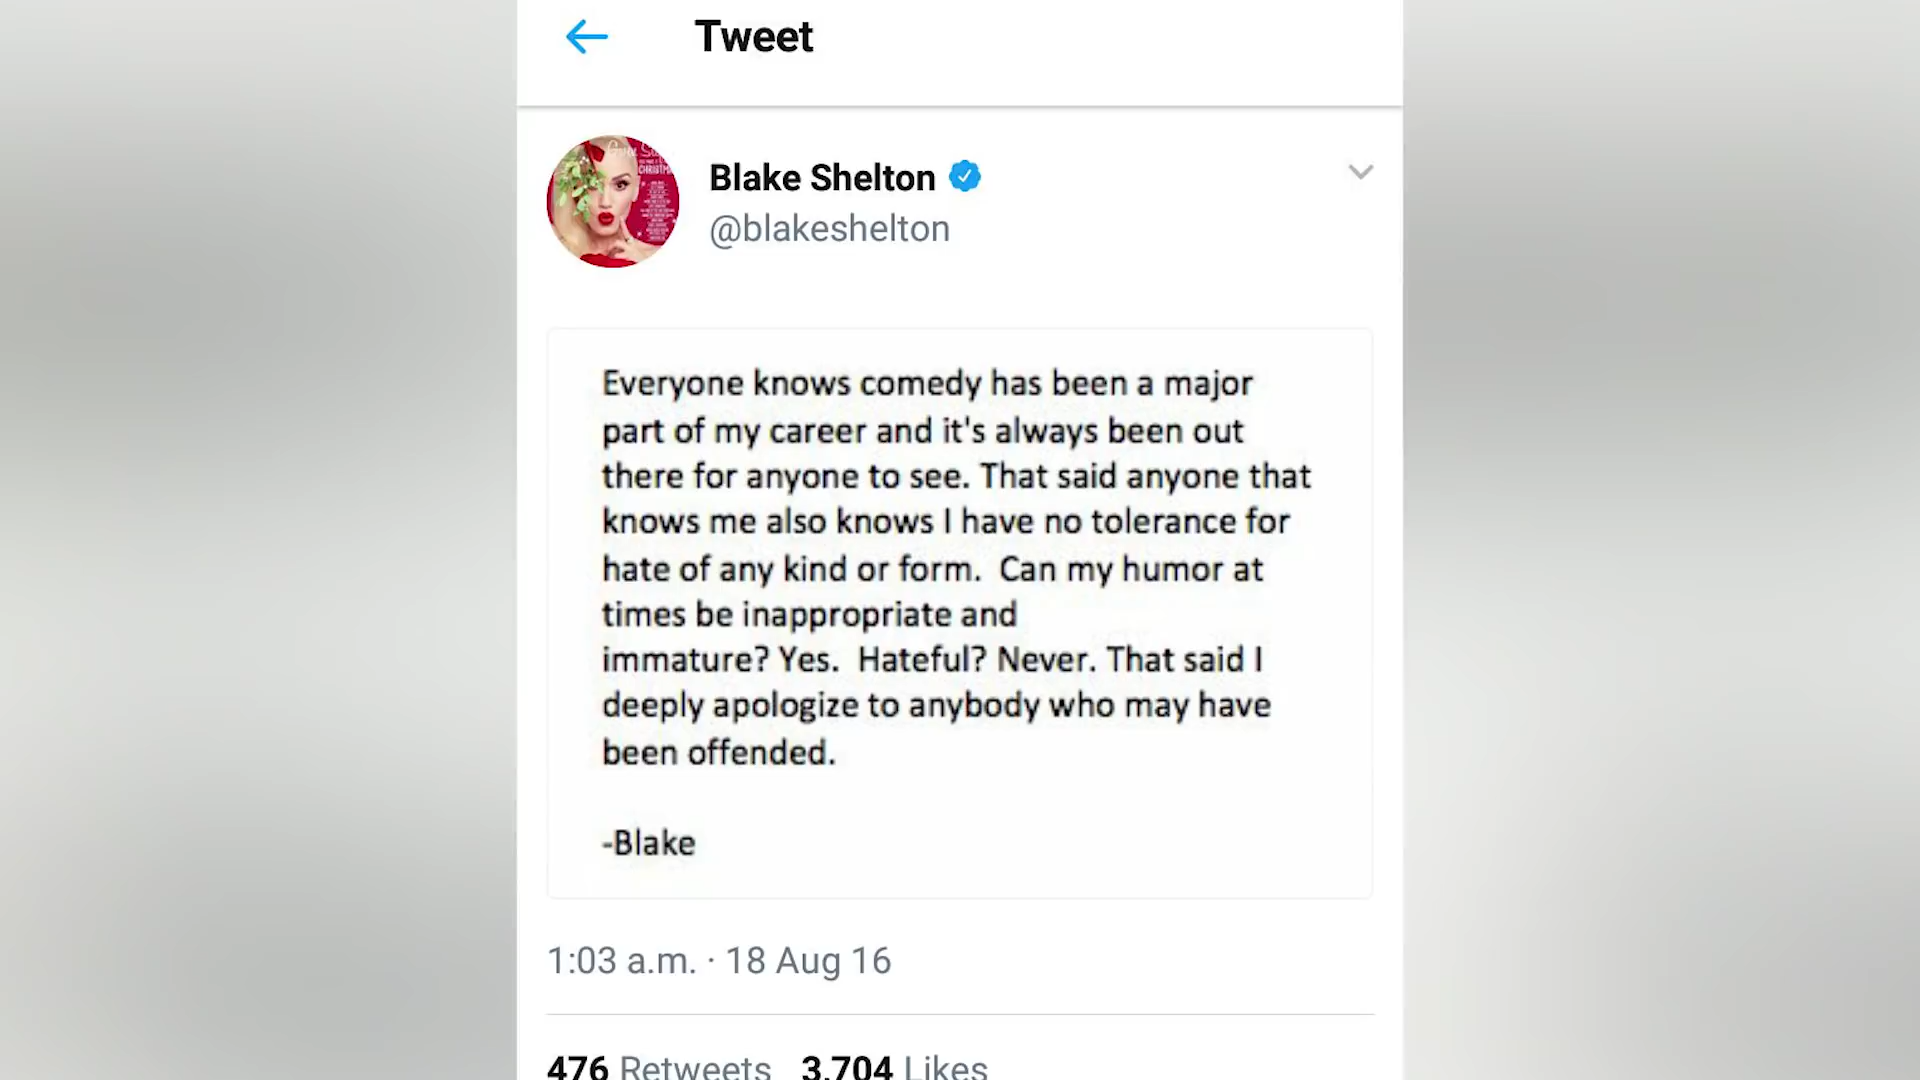 Tweet
Blake Shelton
@blakeshelton
Everyone knows comedy has been a major
part of my career and it's always been out
there for anyone to see. That said anyone that
knows me also knows I have no tolerance for
hate of any kind or form.  Can my humor at
times be inappropriate and
immature? Yes.  Hateful? Never. That said I
deeply apologize to anybody who may have
been offended.
-Blake
1:03 a.m. · 18 Aug 16
476 Retweets 3,704 Likes